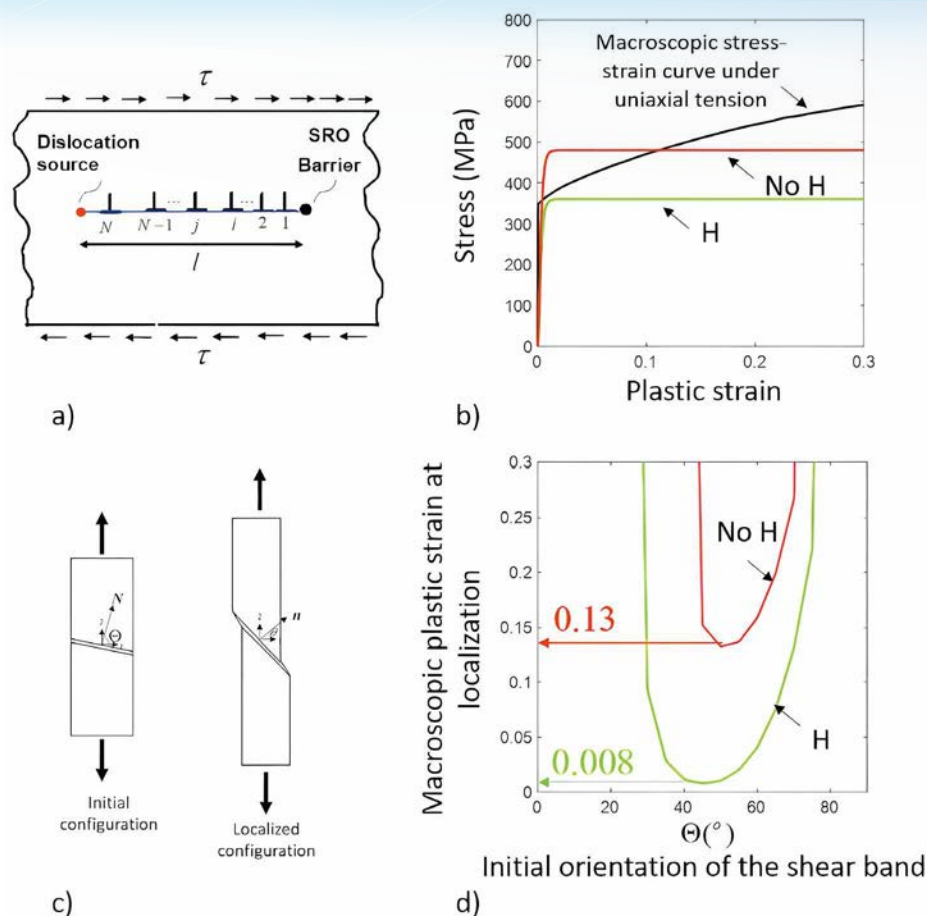 τ
Dislocation
source
SRO
Barrier
N N−1 ... j ... i 2 1
l
τ
a)
800
700
600
500
400
300
200
100
0
Stress (MPa)
Macroscopic stress–
strain curve under
uniaxial tension
No H
H
0 0.1 0.2 0.3
Plastic strain
b)
N
2
Θ
Initial
configuration
n
2
Localized
configuration
c)
Macroscopic plastic strain at
localization
0.3
0.25
0.2
0.15
0.1
0.05
0
No H
0.13
H
0.008
0 20 40 60 80
Θ(°)
Initial orientation of the shear band
d)